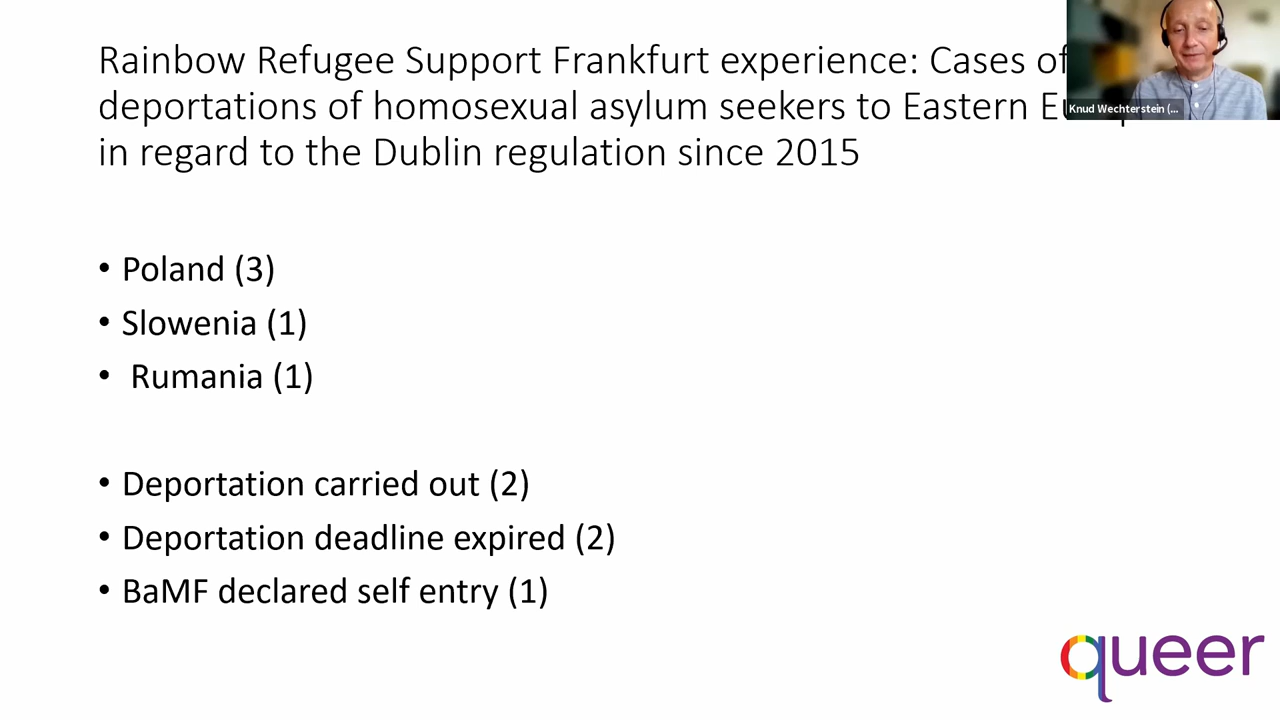 Rainbow Refugee Support Frankfurt experience: Cases of
deportations of homosexual asylum seekers to Eastern
in regard to the Dublin regulation since 2015
Knud Wechterstein (...
• Poland (3)
• Slowenia (1)
• Rumania (1)
• Deportation carried out (2)
• Deportation deadline expired (2)
• BaMF declared self entry (1)
queer